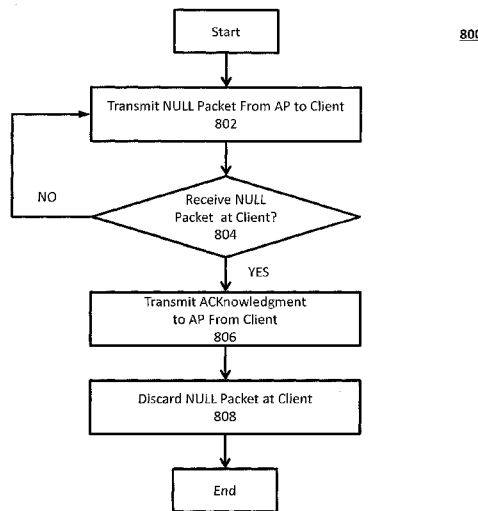 Start
800
Transmit NULL Packet From AP to Client
802
NO
Receive NULL
Packet at Client?
804
YES
Transmit ACKnowledgment
to AP From Client
806
Discard NULL Packet at Client
808
End